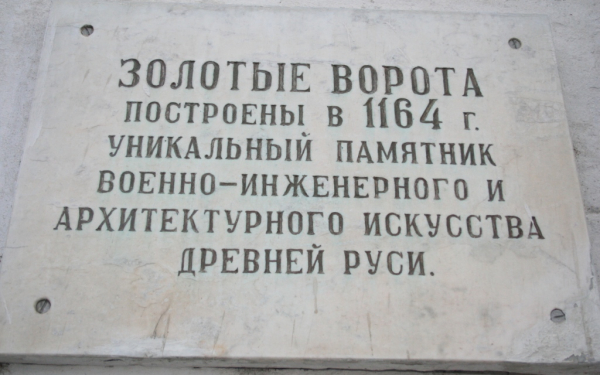 ЗОЛОТЫЕ ВОРОТА
ПОСТРОЕНЫ В 1164 г.
УНИКАЛЬНЫЙ ПАМЯТНИК
ВОЕННО-ИНЖЕНЕРНОГО И
АРХИТЕКТУРНОГО ИСКУССТВА
ДРЕВНЕЙ РУСИ.